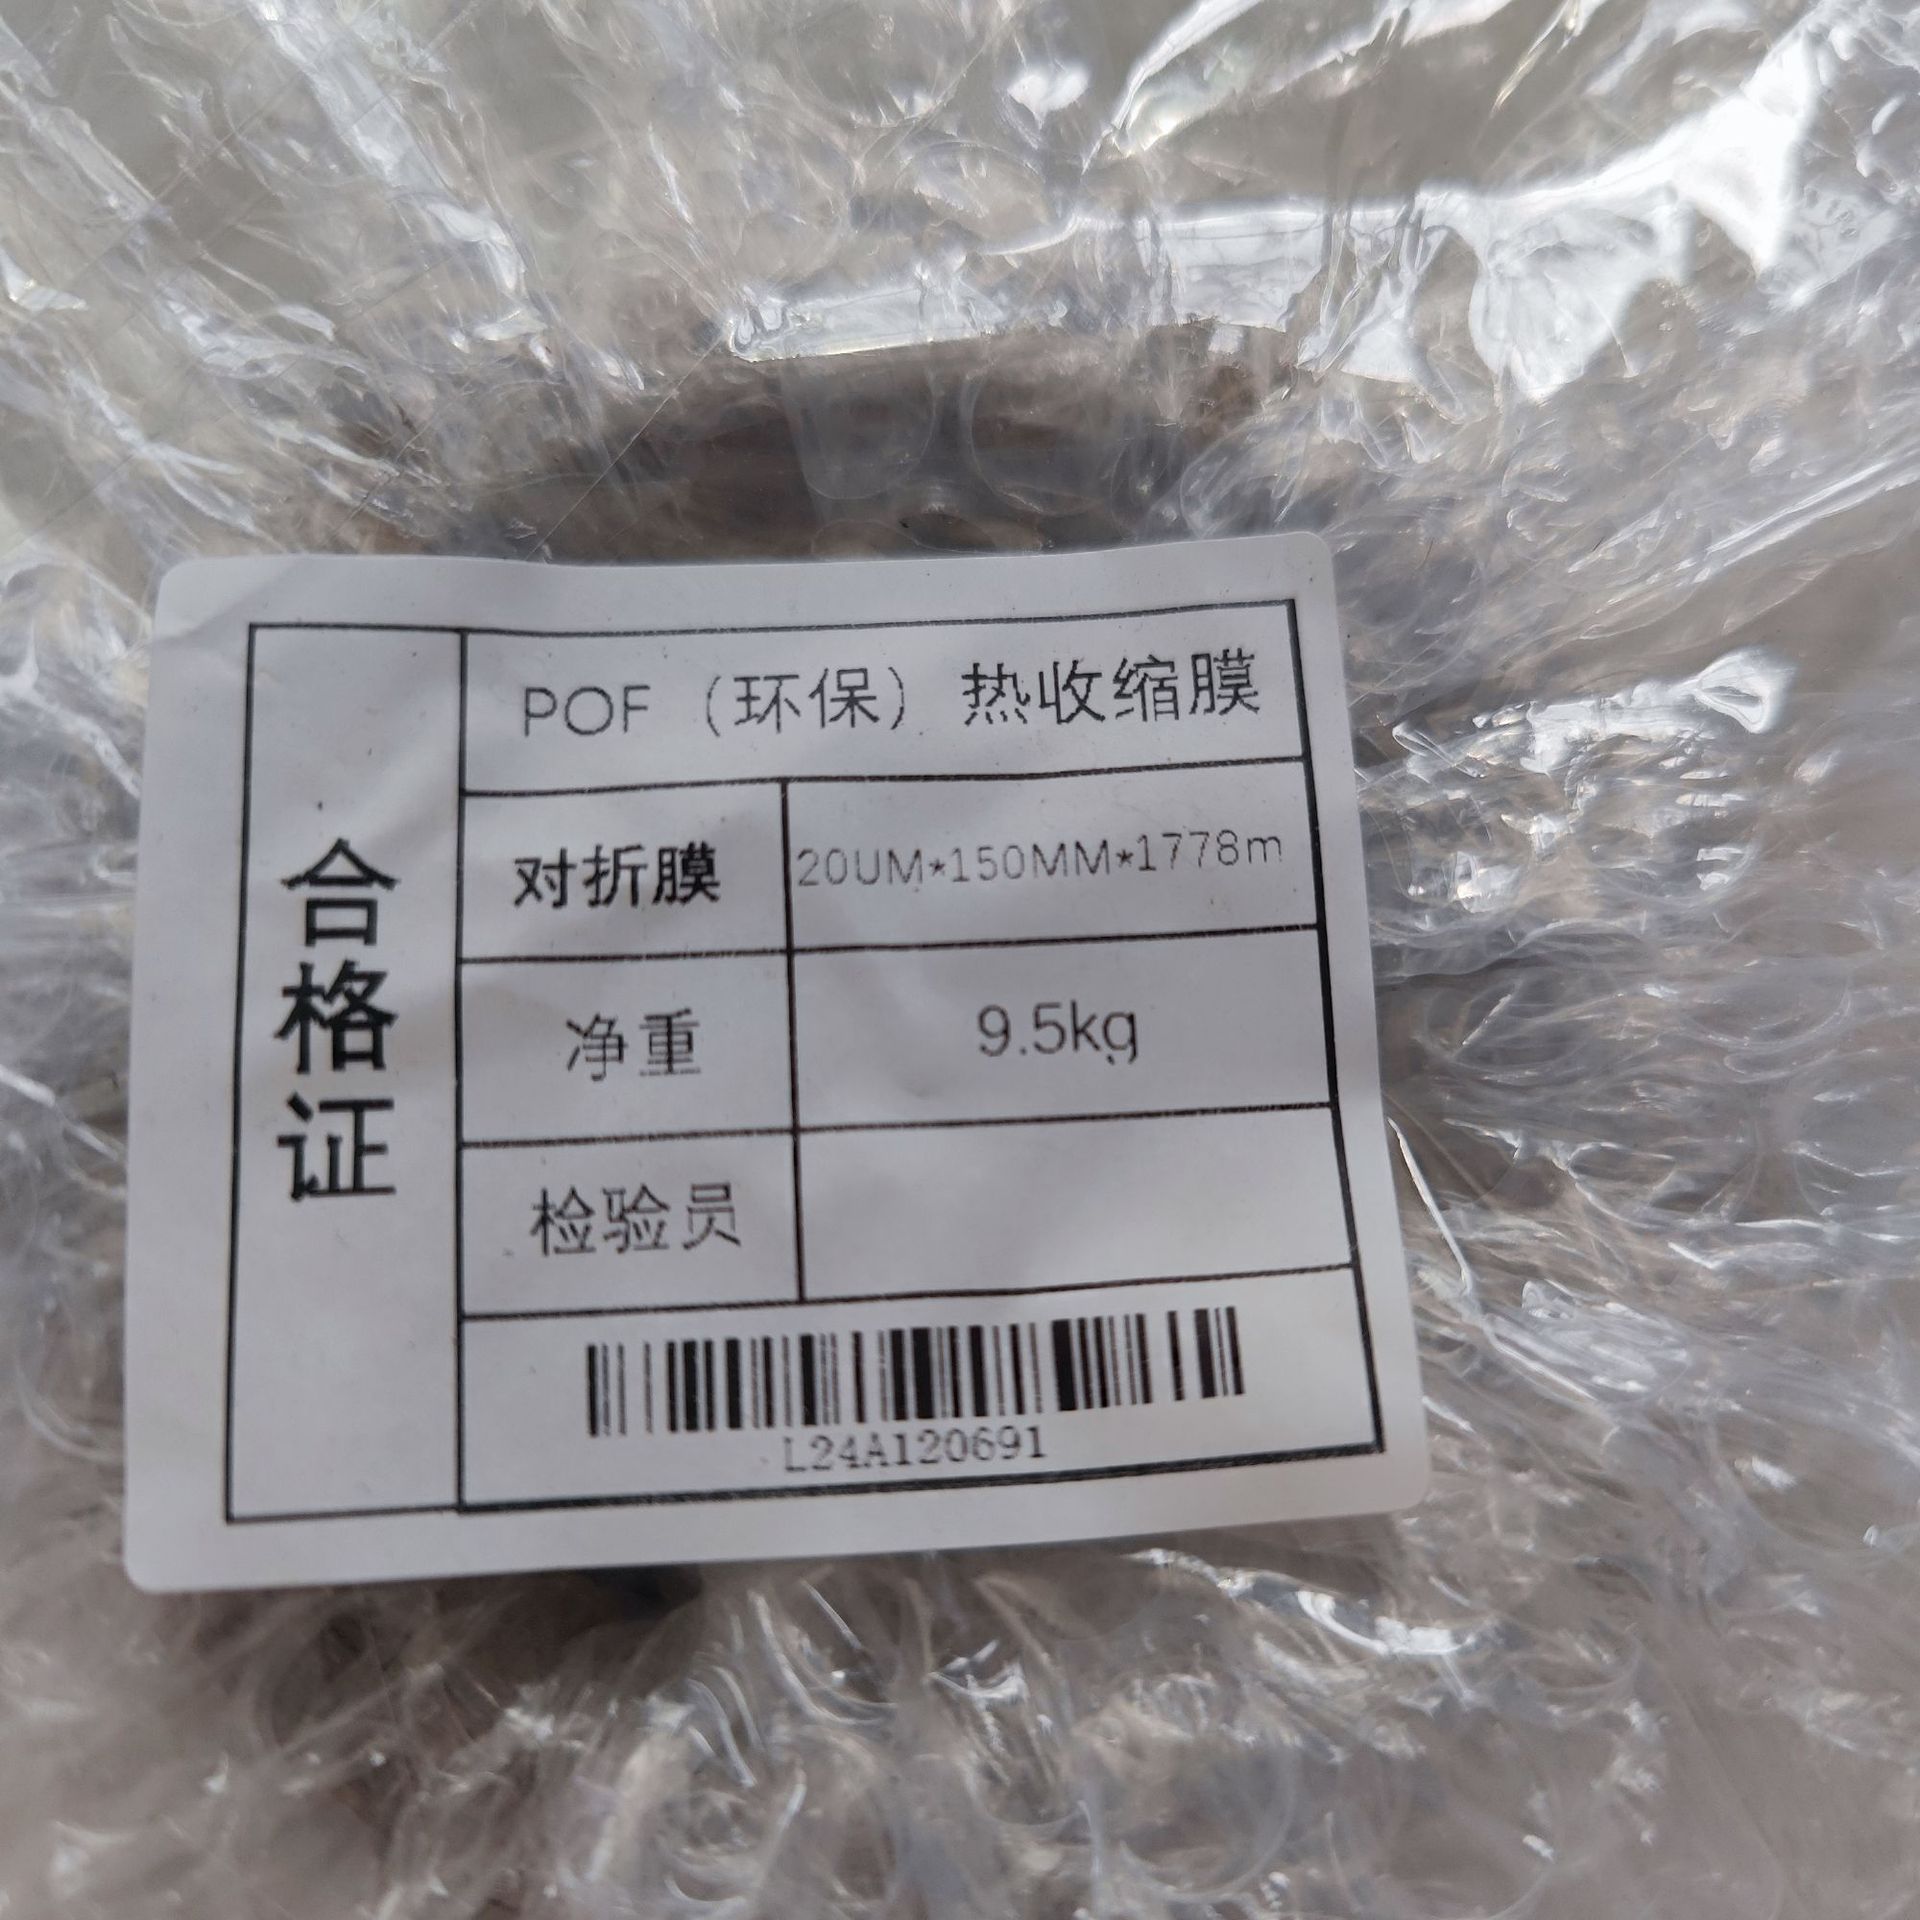 合格证
POF（环保）热收缩膜
对折膜 20UM*150MM*1778m
净重 9.5kg
检验员
L24A120691